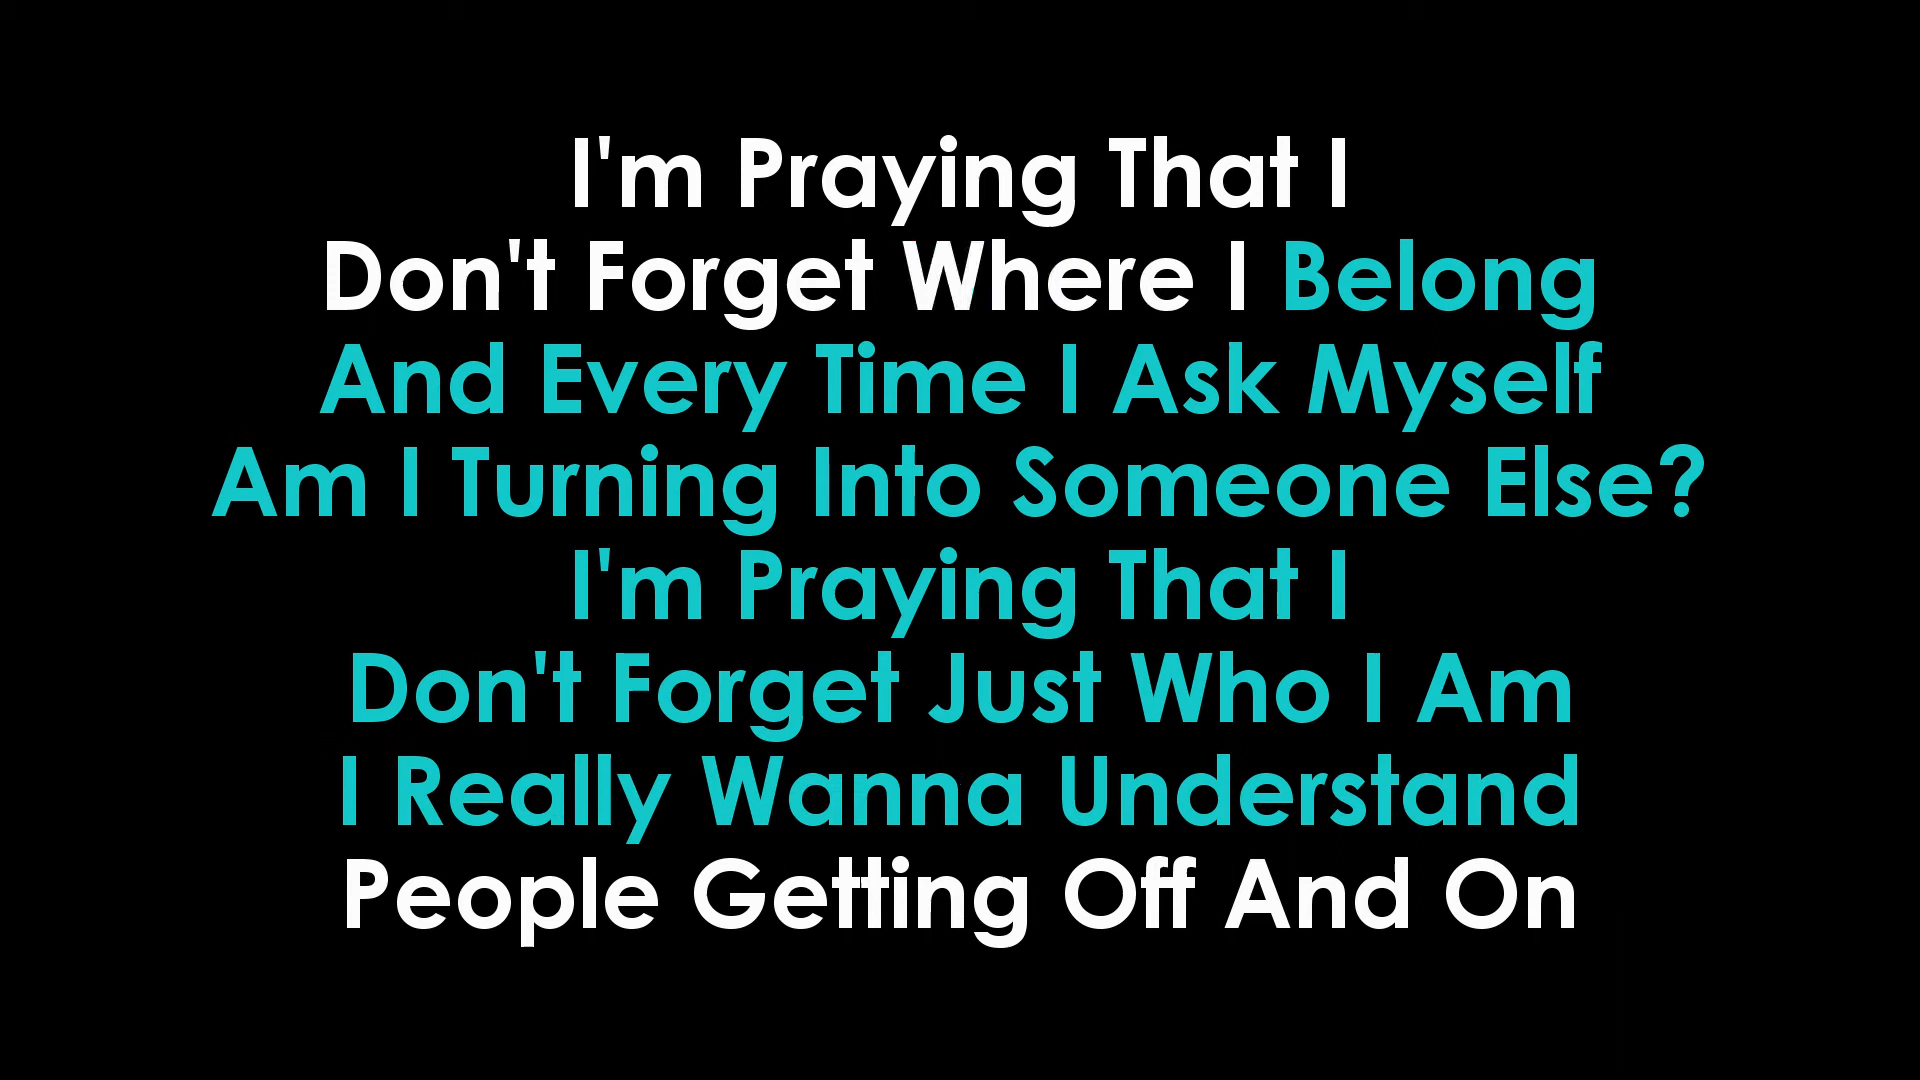 I'm Praying That I
Don't Forget Where I Belong
And Every Time I Ask Myself
Am I Turning Into Someone Else?
I'm Praying That I
Don't Forget Just Who I Am
I Really Wanna Understand
People Getting Off And On